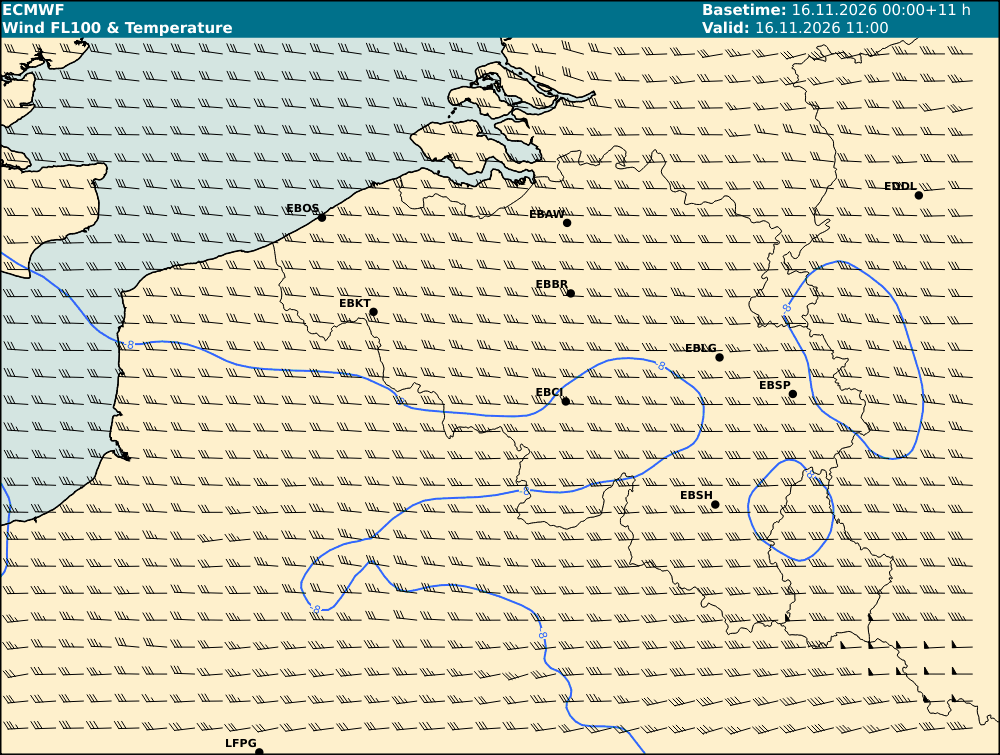 ECMWF
Basetime: 16.11.2026 00:00+11 h
Wind FL100 & Temperature
Valid: 16.11.2026 11:00
EDDL
EBOS
EBAW
EBBR
EBKT
-8
-8
EBLG
-8
EBSP
EBCI
-8
EBSH
-8
-8
-8
LFPG